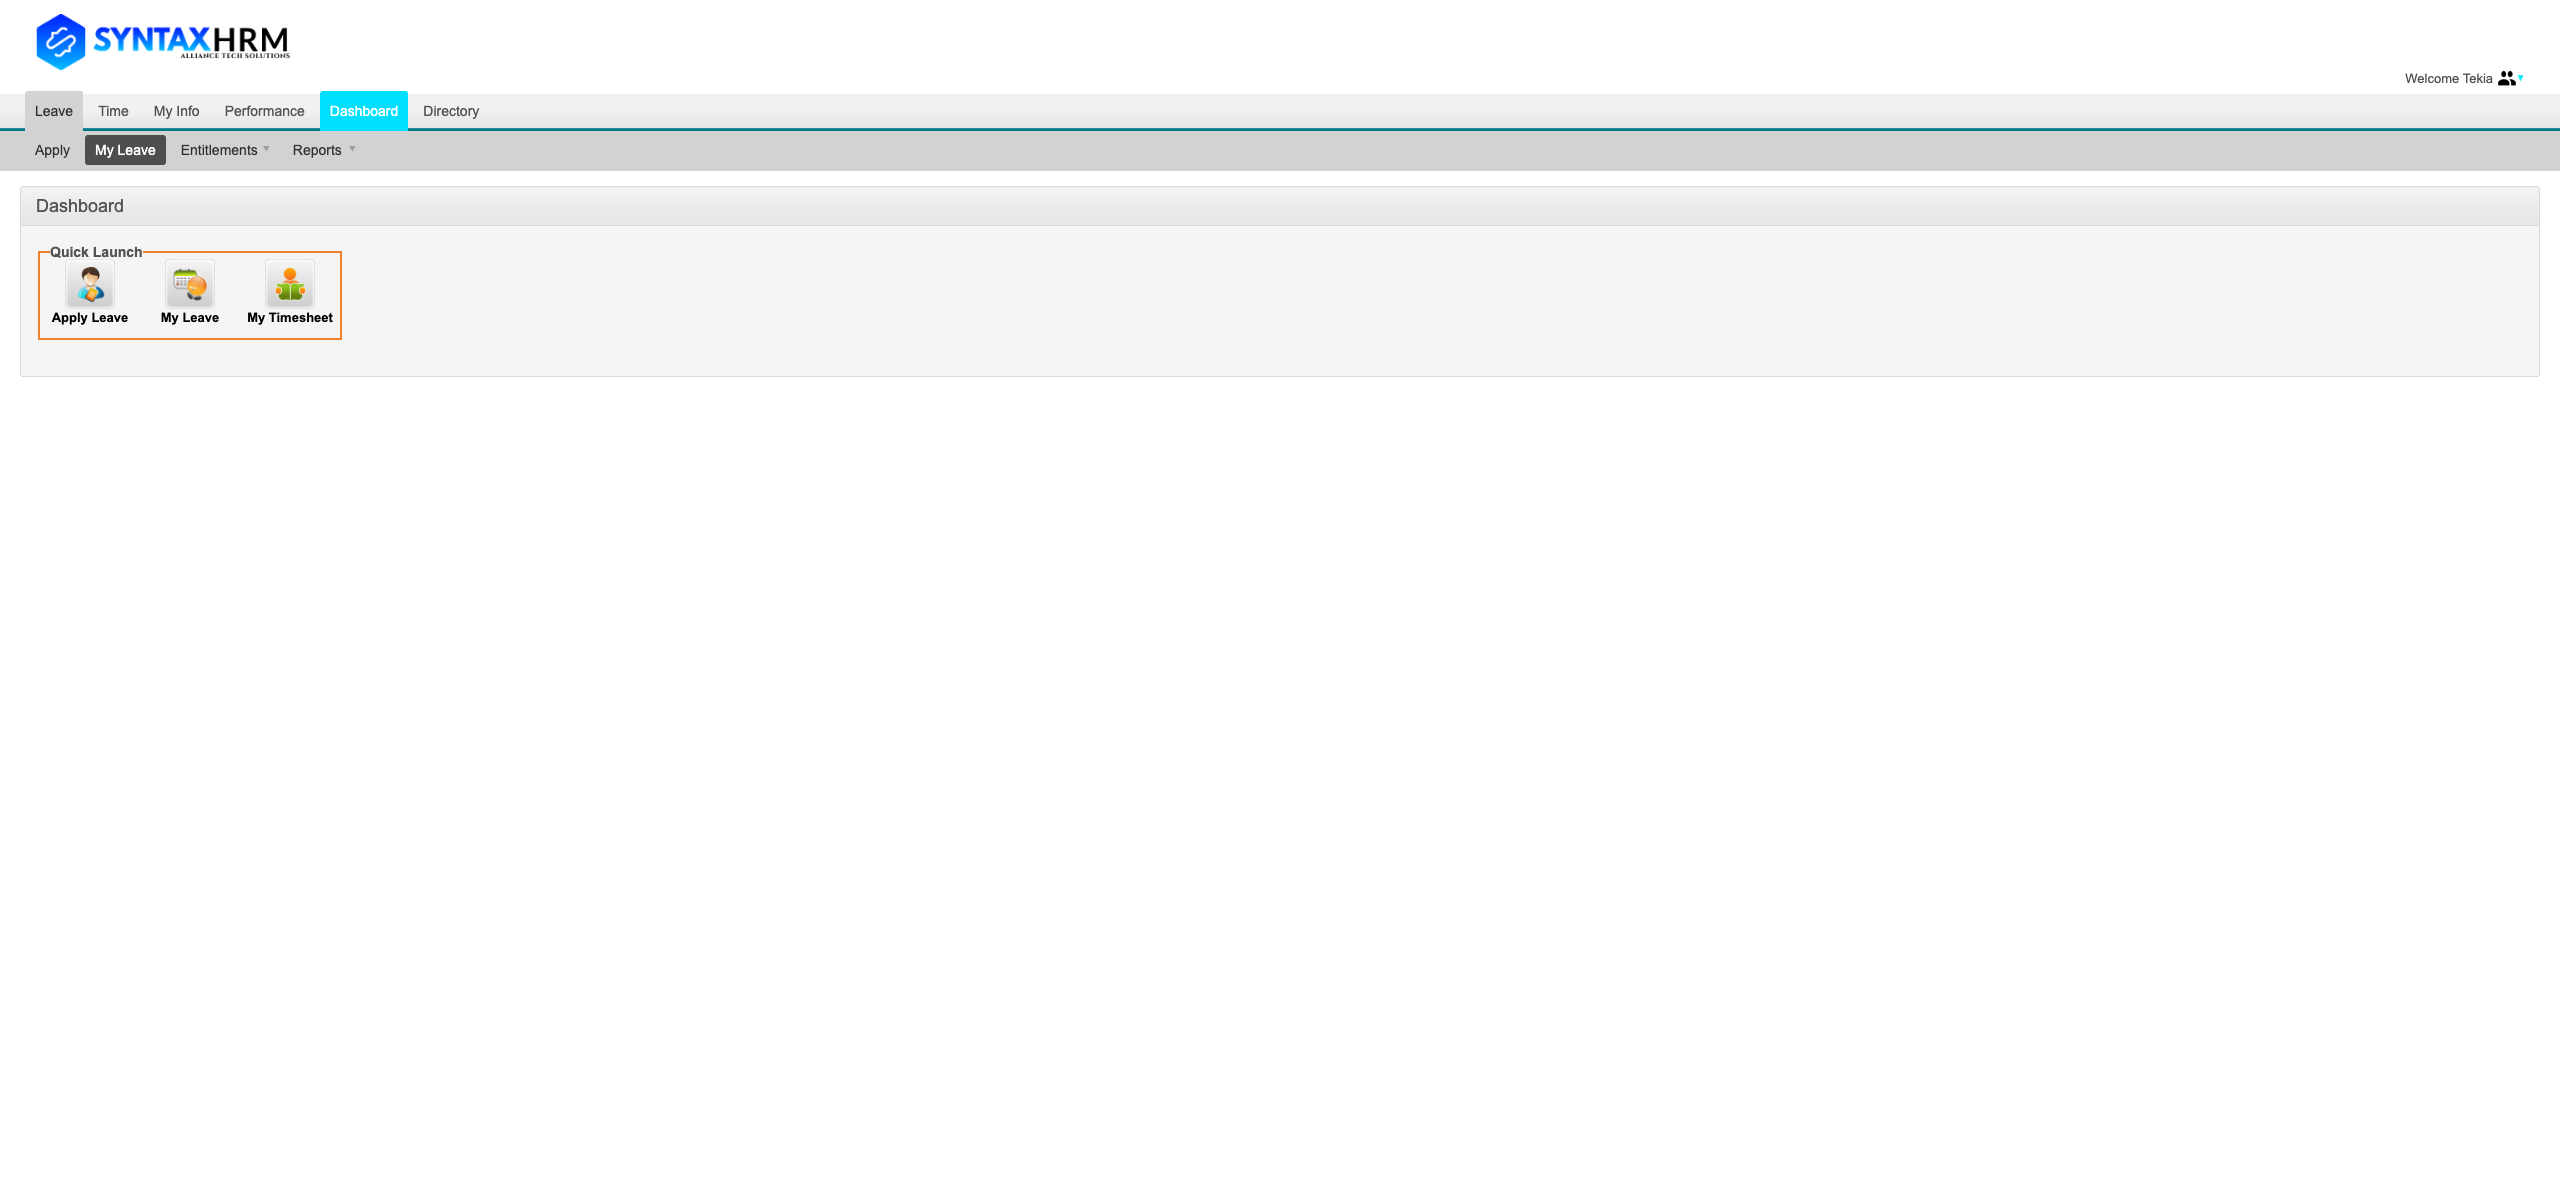 SYNTAXHRM
ALLIANCE TECH SOLUTIONS
Welcome Tekia
Leave Time My Info Performance Dashboard Directory
Apply My Leave Entitlements Reports
Dashboard
Quick Launch
Apply Leave My Leave My Timesheet